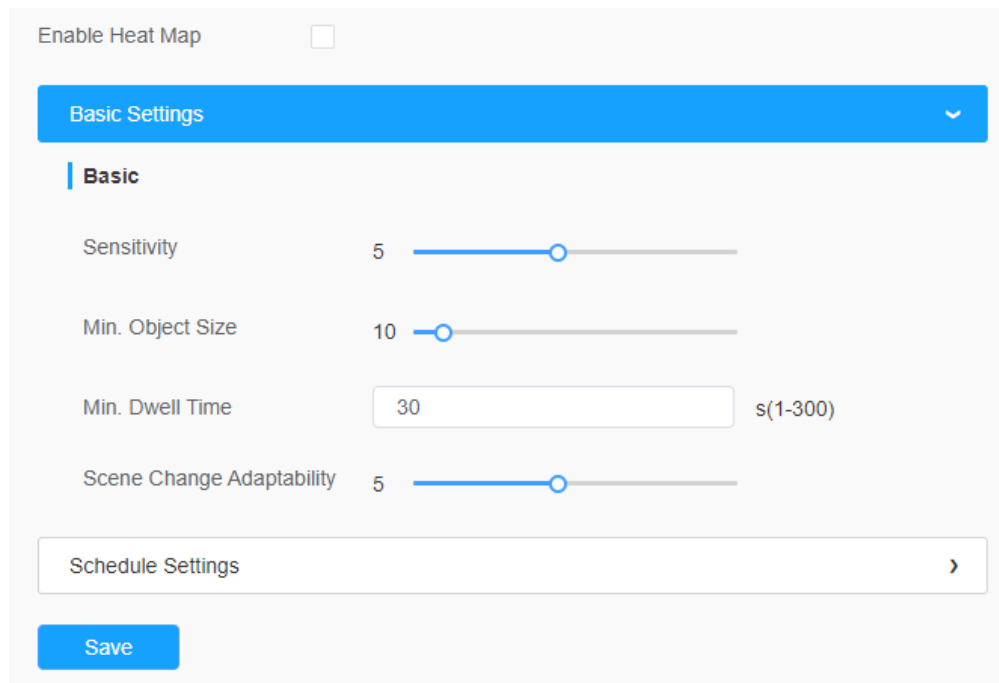 Enable Heat Map
Basic Settings
Basic
Sensitivity 5
Min. Object Size 10
Min. Dwell Time 30 s(1-300)
Scene Change Adaptability 5
Schedule Settings
Save